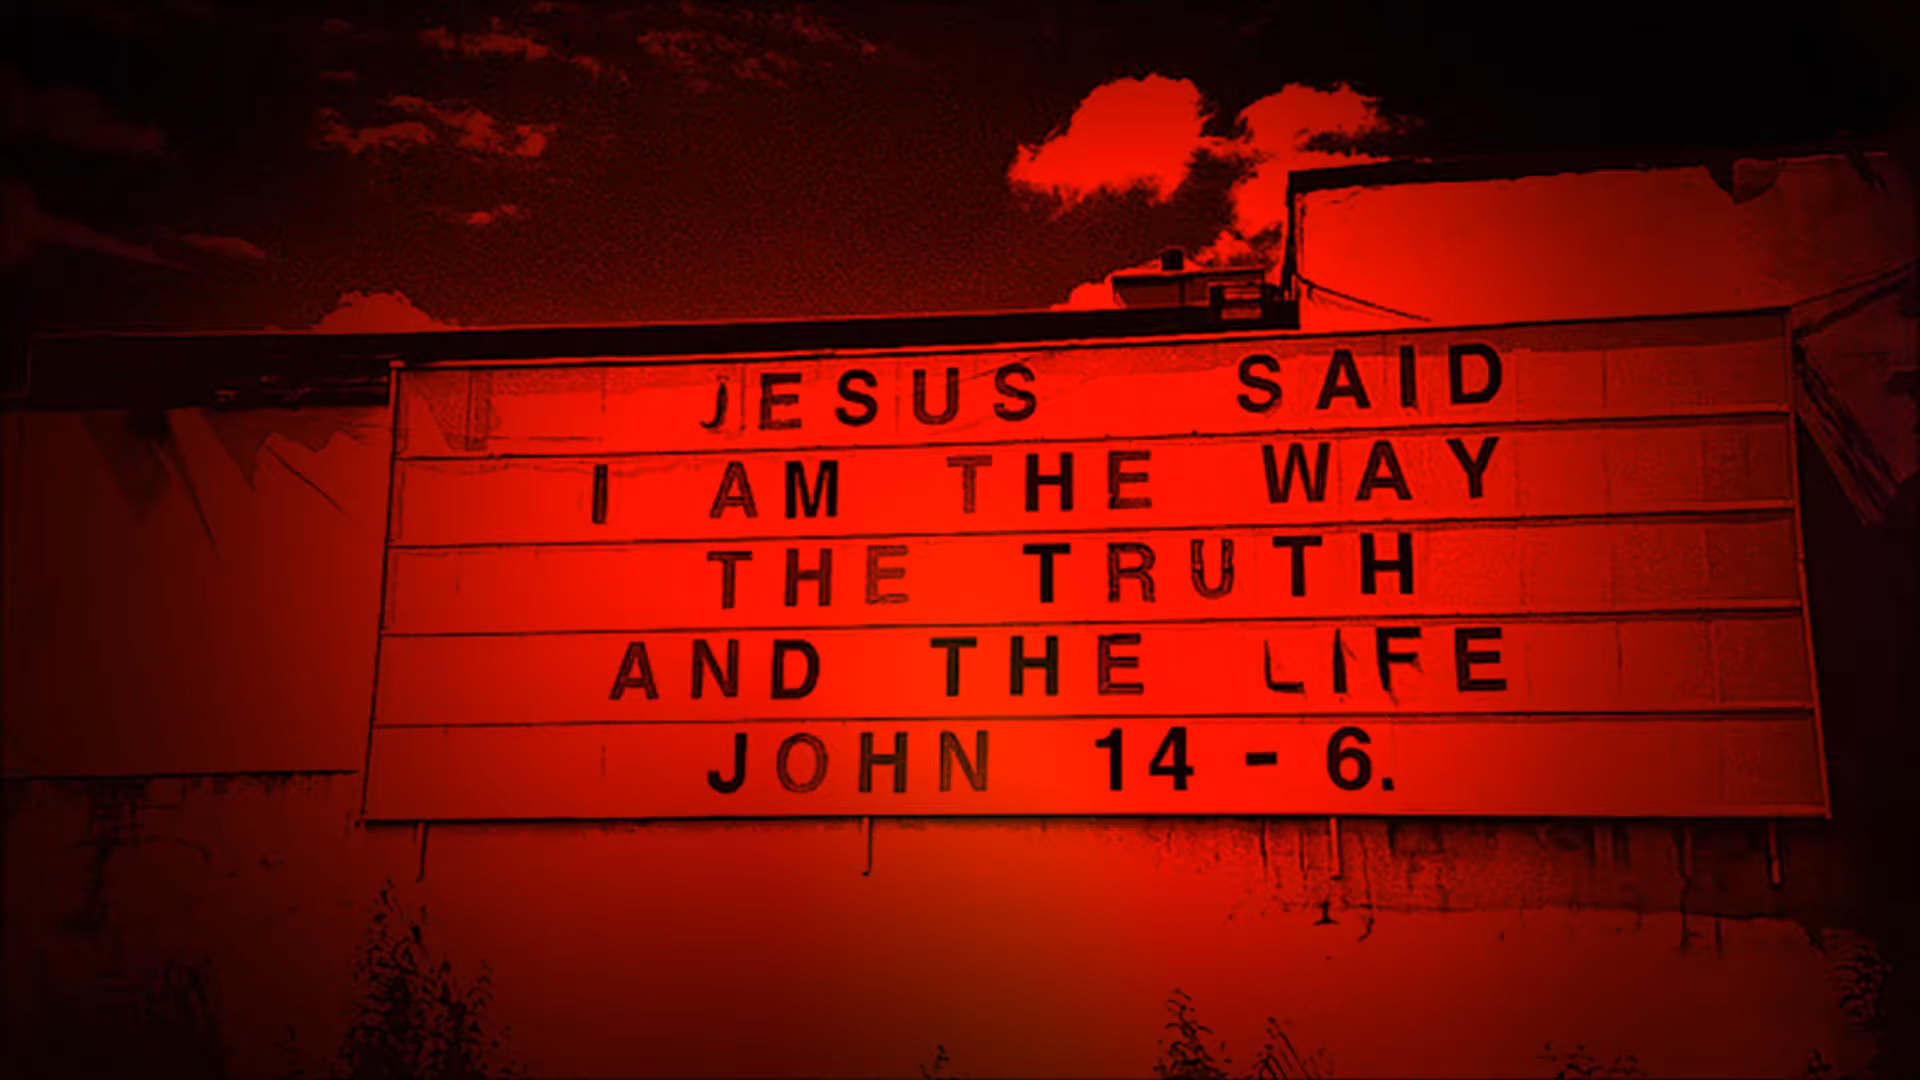 JESUS SAID
I AM THE WAY
THE TRUTH
AND THE LIFE
JOHN 14 - 6.